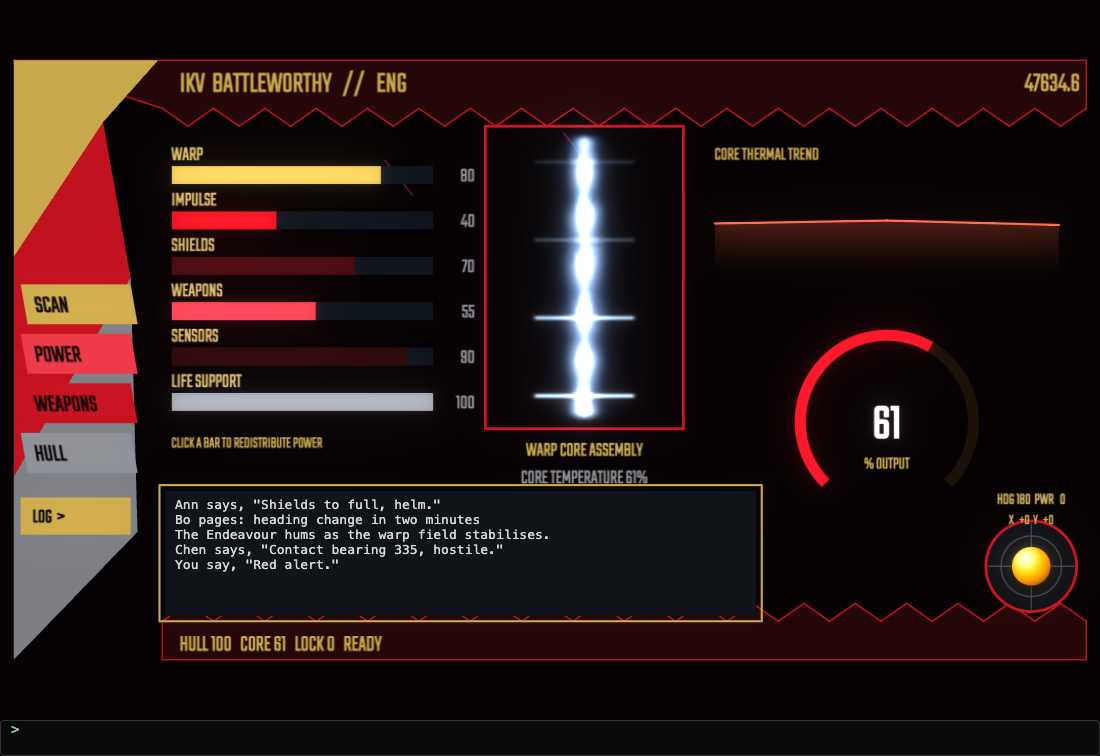 IKV BATTLEWORTHY // ENG
47634.6
WARP
80
IMPULSE
40
SHIELDS
70
WEAPONS
55
SENSORS
90
LIFE SUPPORT
100
CLICK A BAR TO REDISTRIBUTE POWER
WARP CORE ASSEMBLY
CORE TEMPERATURE 61%
CORE THERMAL TREND
61
% OUTPUT
SCAN
POWER
WEAPONS
HULL
LOG >
Ann says, "Shields to full, helm."
Bo pages: heading change in two minutes
The Endeavour hums as the warp field stabilises.
Chen says, "Contact bearing 335, hostile."
You say, "Red alert."
HDG 180 PWR 0
X +0 Y +0
HULL 100 CORE 61 LOCK 0 READY
>